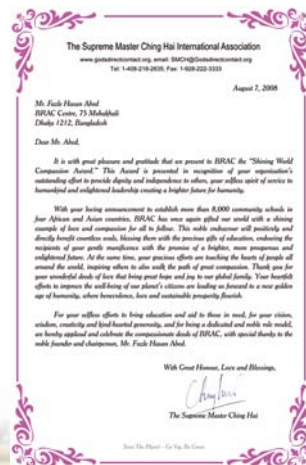 The Supreme Master Ching Hai International Association
www.godsdirectcontact.org, email: SMCH@Godsdirectcontact.org
Tel: 1-408-218-2635, Fax: 1-928-222-3333
August 7, 2008
Mr. Fazle Hasan Abed
BRAC Centre, 75 Mohakhali
Dhaka 1212, Bangladesh
Dear Mr. Abed,
It is with great pleasure and gratitude that we present to BRAC the "Shining World
Compassion Award." This Award is presented in recognition of your organization's
outstanding effort to provide dignity and independence to others, your selfless spirit of service to
humankind and enlightened leadership creating a brighter future for humanity.
With your loving announcement to establish more than 8,000 community schools in
four African and Asian countries, BRAC has once again gifted our world with a shining
example of love and compassion for all to follow. This noble endeavour will positively and
directly benefit countless souls, blessing them with the precious gifts of education, endowing the
recipients of your gentle munificence with the promise of a brighter, more prosperous and
enlightened future. At the same time, your gracious efforts are touching the hearts of people all
around the world, inspiring others to also walk the path of great compassion. Thank you for
your wonderful deeds of love that bring great hope and joy to our global family. Your heartfelt
efforts to improve the well-being of our planet's citizens are leading us forward to a new golden
age of humanity, where benevolence, love and sustainable prosperity flourish.
For your selfless efforts to bring education and aid to those in need, for your vision,
wisdom, creativity and kind-hearted generosity, and for being a dedicated and noble role model,
are hereby applaud and celebrate the compassionate deeds of BRAC, with special thanks to the
noble founder and chairperson, Mr. Fazle Hasan Abed.
With Great Honour, Love and Blessings,
The Supreme Master Ching Hai
Save The Planet - Go Veg, Be Green